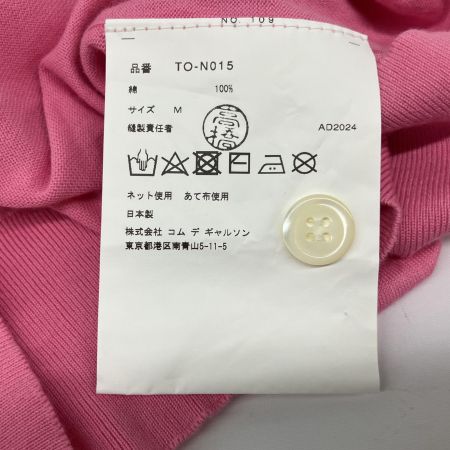 NO. 109
品番 TO-N015
綿 100%
サイズ M
縫製責任者 高橋 AD2024
ネット使用 あて布使用
日本製
株式会社 コム デ ギャルソン
東京都港区南青山5-11-5